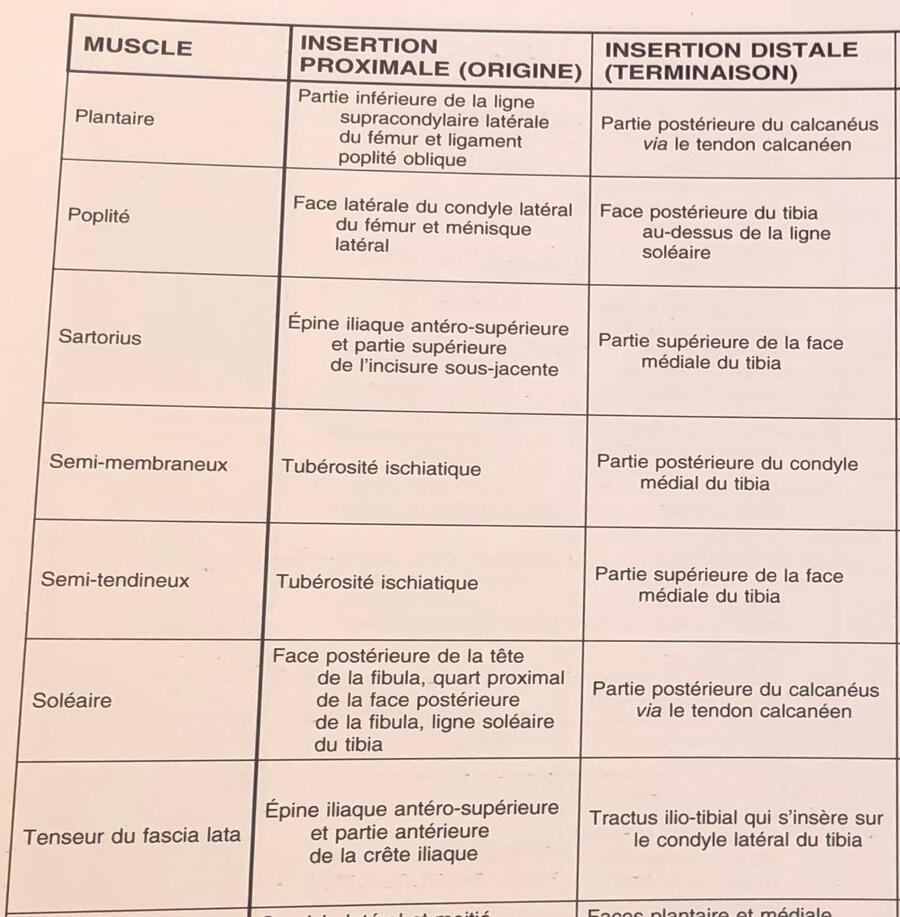 MUSCLE
INSERTION
PROXIMALE (ORIGINE)
INSERTION DISTALE
(TERMINAISON)
Plantaire
Partie inférieure de la ligne
supracondylaire latérale
du fémur et ligament
poplité oblique
Partie postérieure du calcanéus
via le tendon calcanéen
Poplité
Face latérale du condyle latéral
du fémur et ménisque
latéral
Face postérieure du tibia
au-dessus de la ligne
soléaire
Sartorius
Épine iliaque antéro-supérieure
et partie supérieure
de l'incisure sous-jacente
Partie supérieure de la face
médiale du tibia
Semi-membraneux
Tubérosité ischiatique
Partie postérieure du condyle
médial du tibia
Semi-tendineux
Tubérosité ischiatique
Partie supérieure de la face
médiale du tibia
Soléaire
Face postérieure de la tête
de la fibula, quart proximal
de la face postérieure
de la fibula, ligne soléaire
du tibia
Partie postérieure du calcanéus
via le tendon calcanéen
Tenseur du fascia lata
Épine iliaque antéro-supérieure
et partie antérieure
de la crête iliaque
Tractus ilio-tibial qui s'insère sur
le condyle latéral du tibia
Faces plantaire et médiale